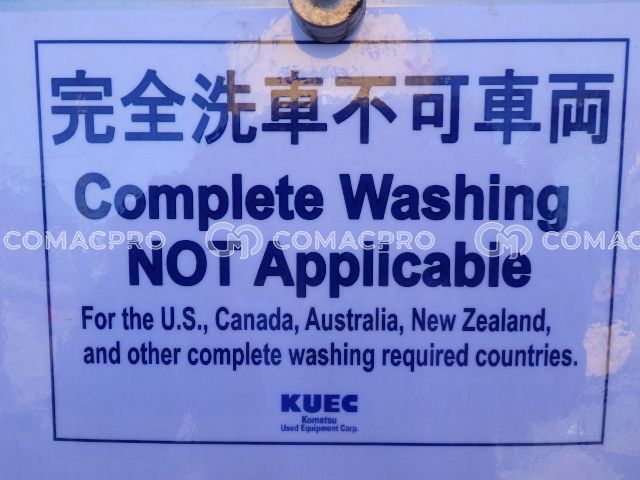 完全洗車不可車両
Complete Washing
COMACPRO COMACPRO COMAC
NOT Applicable
For the U.S., Canada, Australia, New Zealand,
and other complete washing required countries.
KUEC
Komatsu
Used Equipment Corp.